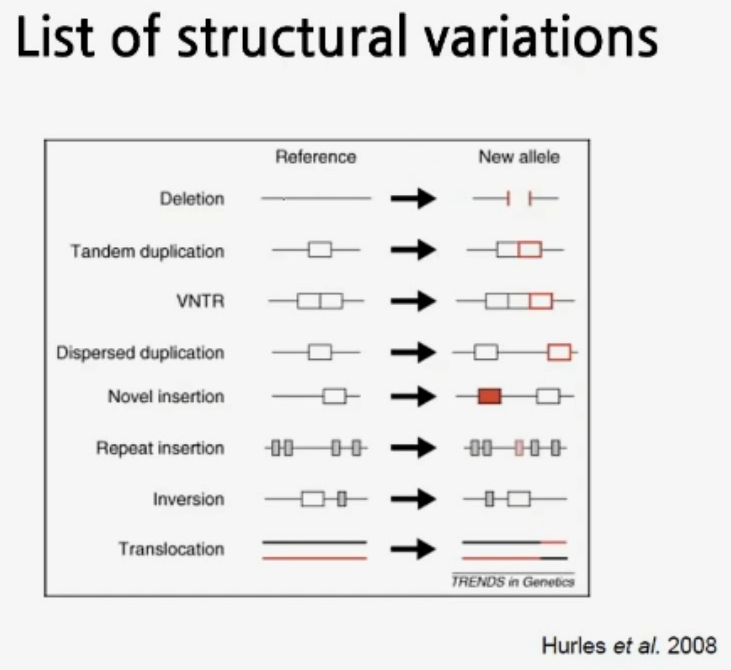 List of structural variations
Reference New allele
Deletion
Tandem duplication
VNTR
Dispersed duplication
Novel insertion
Repeat insertion
Inversion
Translocation
TRENDS in Genetics
Hurles et al. 2008